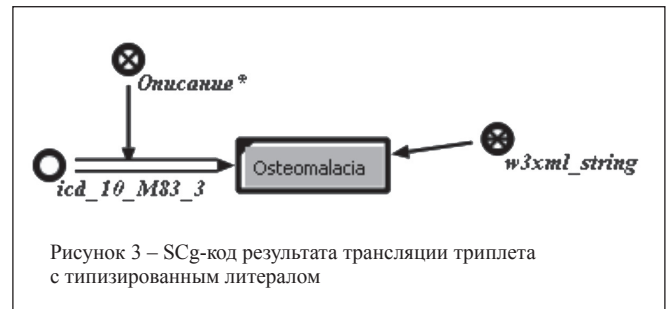 Описание*
Osteomalacia
w3xml_string
icd_10_M83_3
Рисунок 3 – SCg-код результата трансляции триплета
с типизированным литералом